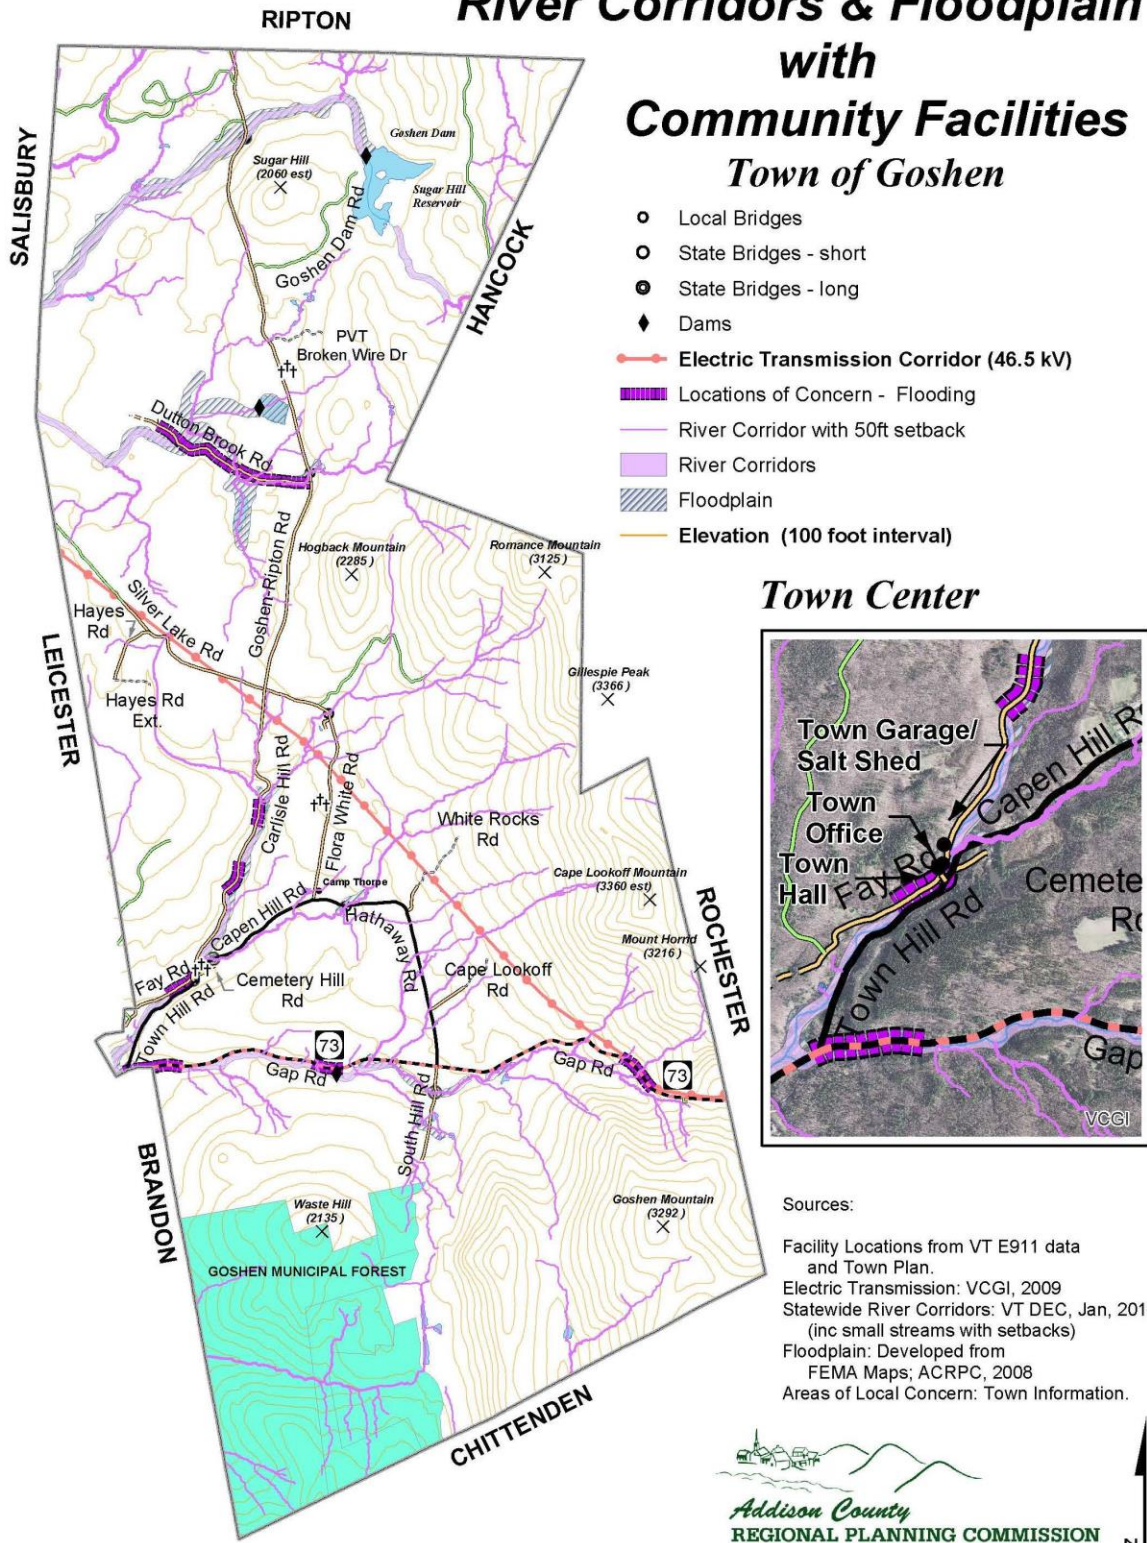 River Corridors & Floodplain
with
Community Facilities
Town of Goshen
Local Bridges
State Bridges - short
State Bridges - long
Dams
Electric Transmission Corridor (46.5 kV)
Locations of Concern - Flooding
River Corridor with 50ft setback
River Corridors
Floodplain
Elevation (100 foot interval)
RIPTON
SALISBURY
Goshen Dam
Sugar Hill
(2060 est)
Sugar Hill
Reservoir
Goshen Dam Rd
HANCOCK
PVT
Broken Wire Dr
Dutton Brook Rd
Goshen-Ripton Rd
Hogback Mountain
(2285 )
Romance Mountain
(3125 )
Silver Lake Rd
Hayes
Rd
LEICESTER
Hayes Rd
Ext.
Gillespie Peak
(3366 )
Carlisle Hill Rd
Flora White Rd
White Rocks
Rd
Cape Lookoff Mountain
(3360 est)
Camp Thorpe
Capen Hill Rd
Hathaway Rd
ROCHESTER
Mount Horrid
(3216 )
Fay Rd
Cemetery Hill
Rd
Cape Lookoff
Rd
Town Hill Rd
73
Gap Rd
Gap Rd
73
South Hill Rd
BRANDON
Waste Hill
(2135 )
Goshen Mountain
(3292 )
GOSHEN MUNICIPAL FOREST
CHITTENDEN
Town Center
Town Garage/
Salt Shed
Capen Hill R
Town
Office
Town
Hall
Fay Rd
Cemete
Town Hill Rd
Gap
VCGI
Sources:
Facility Locations from VT E911 data
and Town Plan.
Electric Transmission: VCGI, 2009
Statewide River Corridors: VT DEC, Jan, 201
(inc small streams with setbacks)
Floodplain: Developed from
FEMA Maps; ACRPC, 2008
Areas of Local Concern: Town Information.
Addison County
REGIONAL PLANNING COMMISSION
N